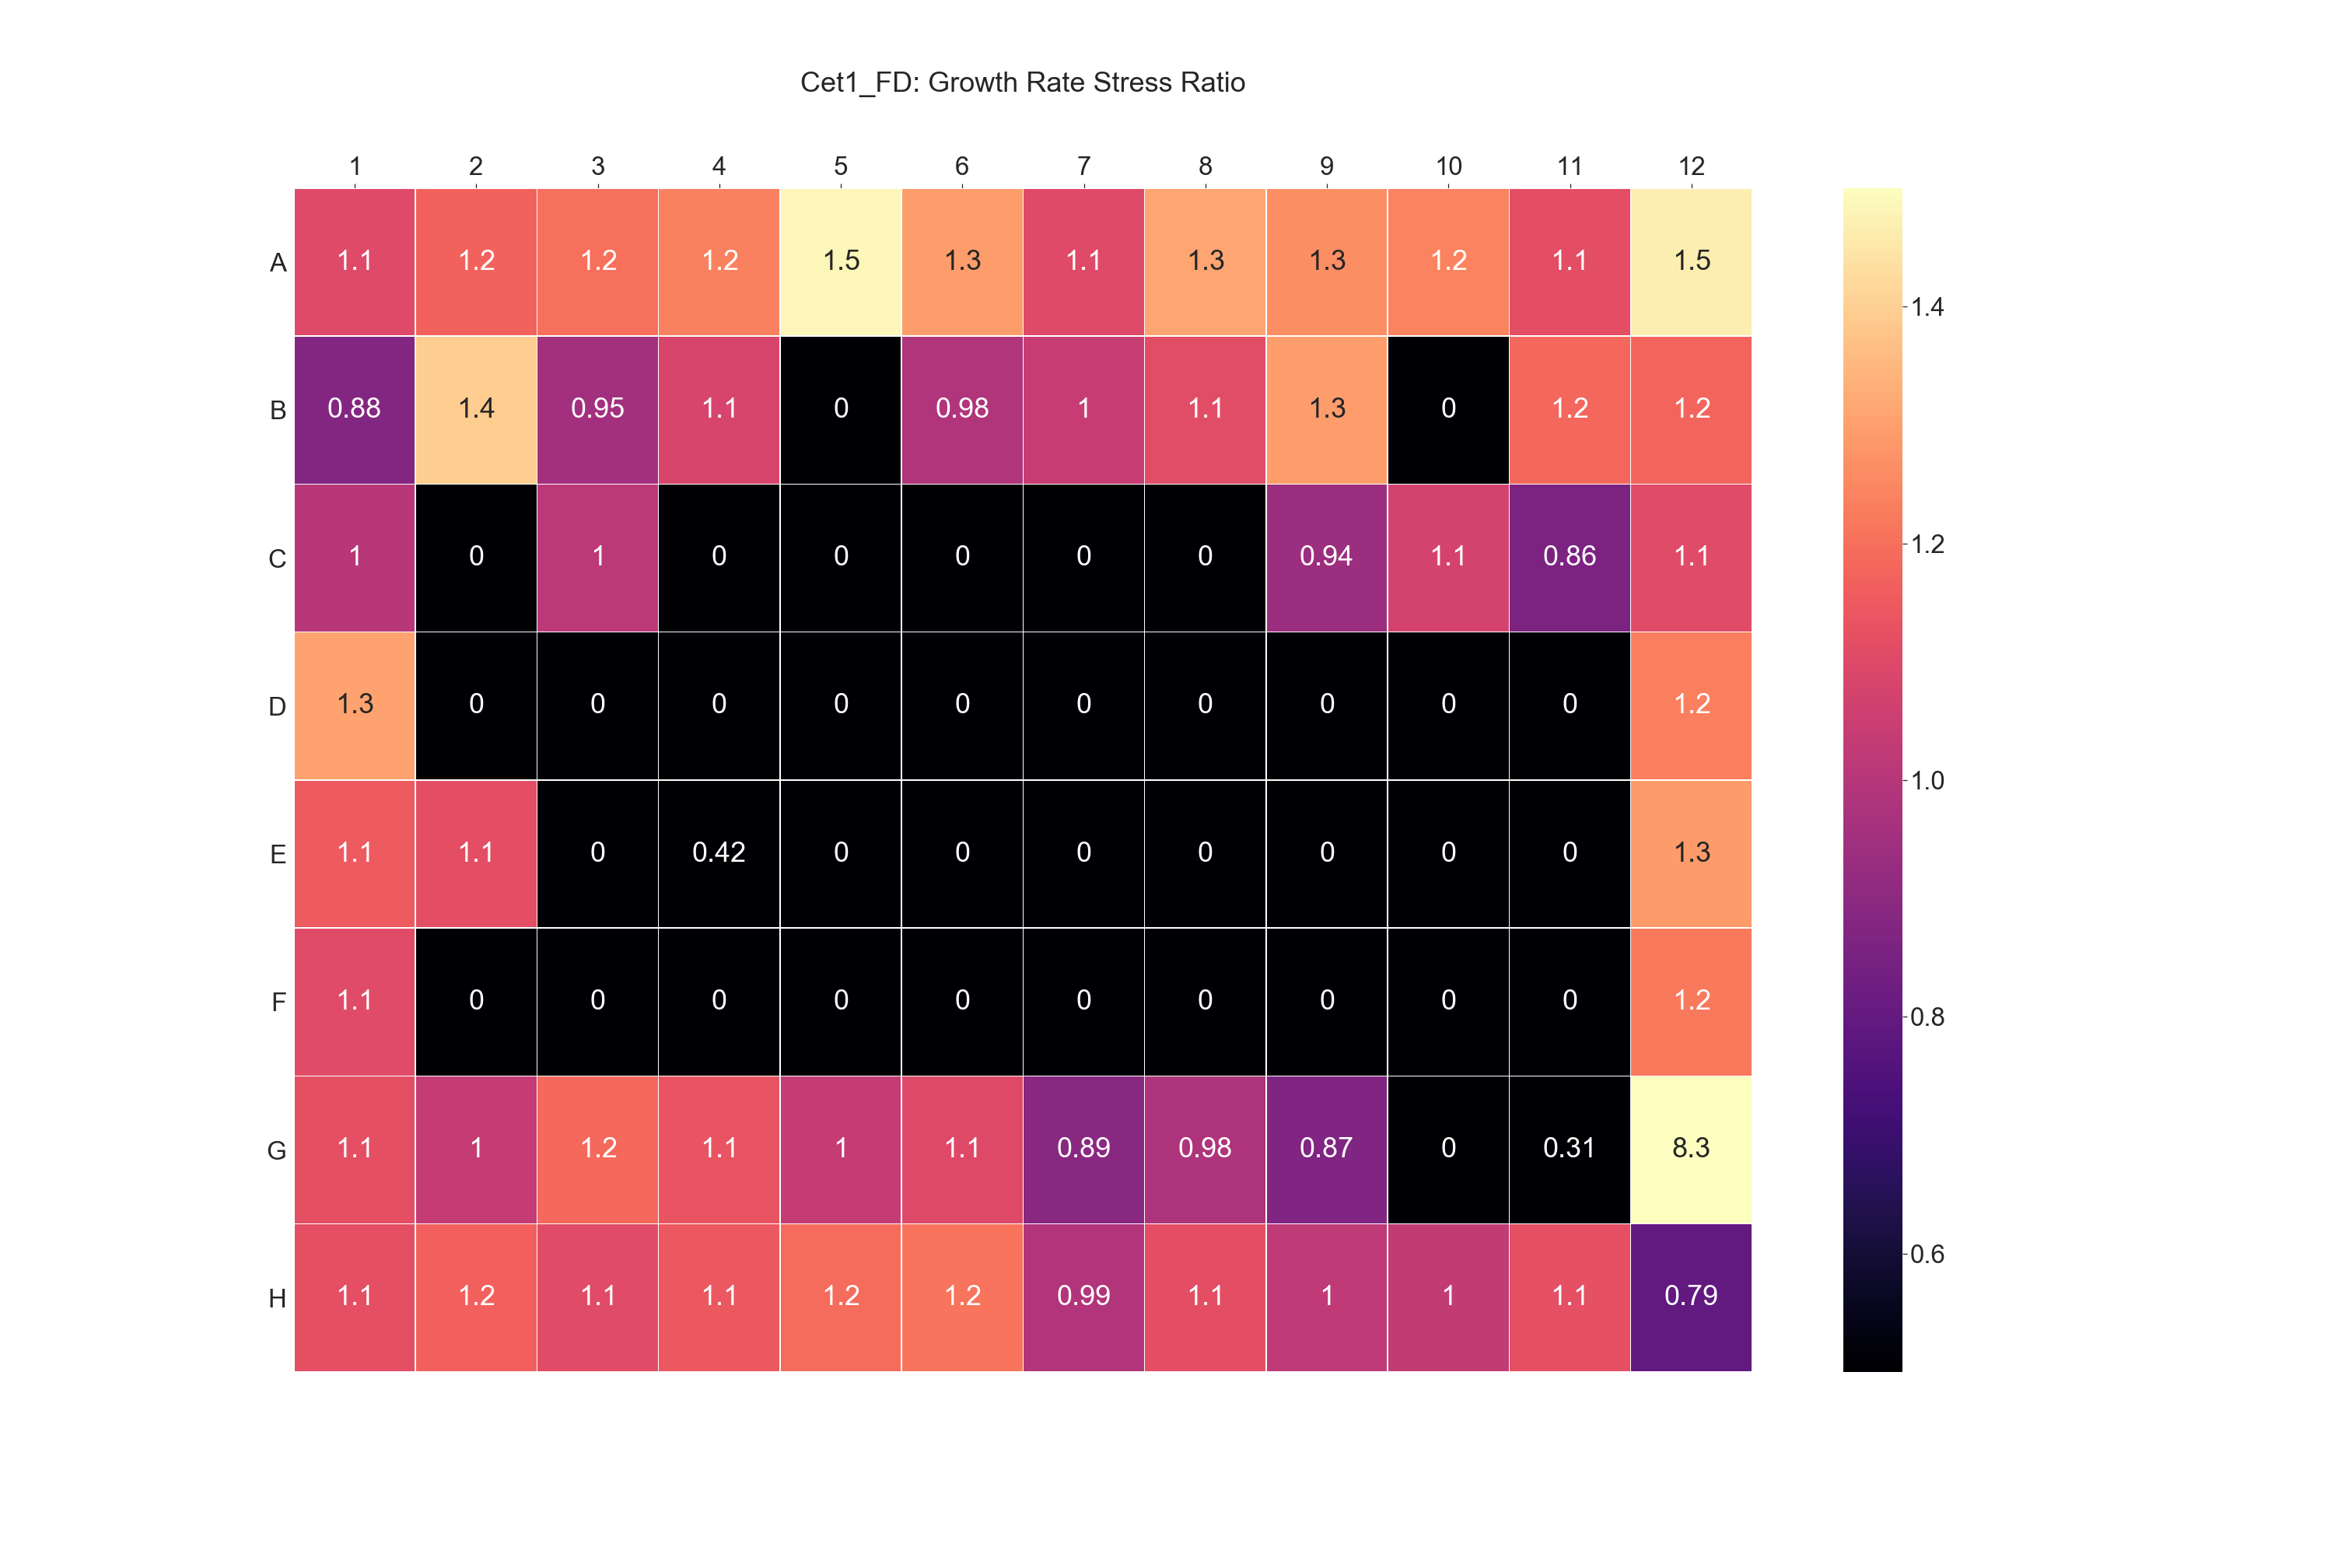 Cet1_FD: Growth Rate Stress Ratio
1 2 3 4 5 6 7 8 9 10 11 12
A 1.1 1.2 1.2 1.2 1.5 1.3 1.1 1.3 1.3 1.2 1.1 1.5
1.4
B 0.88 1.4 0.95 1.1 0 0.98 1 1.1 1.3 0 1.2 1.2
1.2
C 1 0 1 0 0 0 0 0 0.94 1.1 0.86 1.1
D 1.3 0 0 0 0 0 0 0 0 0 0 1.2
1.0
E 1.1 1.1 0 0.42 0 0 0 0 0 0 0 1.3
F 1.1 0 0 0 0 0 0 0 0 0 0 1.2
0.8
G 1.1 1 1.2 1.1 1 1.1 0.89 0.98 0.87 0 0.31 8.3
0.6
H 1.1 1.2 1.1 1.1 1.2 1.2 0.99 1.1 1 1 1.1 0.79